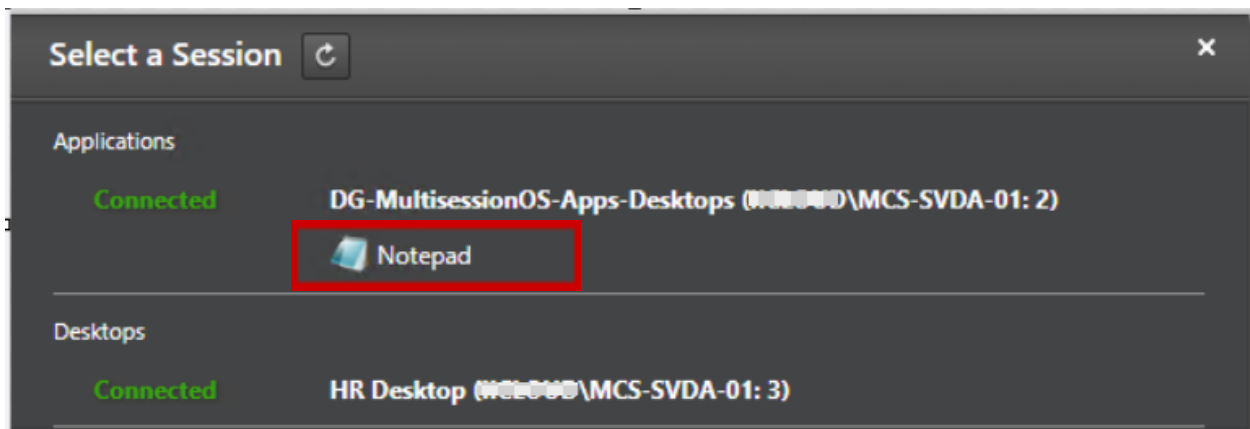 Select a Session
Applications
Connected DG-MultisessionOS-Apps-Desktops (\MCS-SVDA-01: 2)
Notepad
Desktops
Connected HR Desktop (\MCS-SVDA-01: 3)